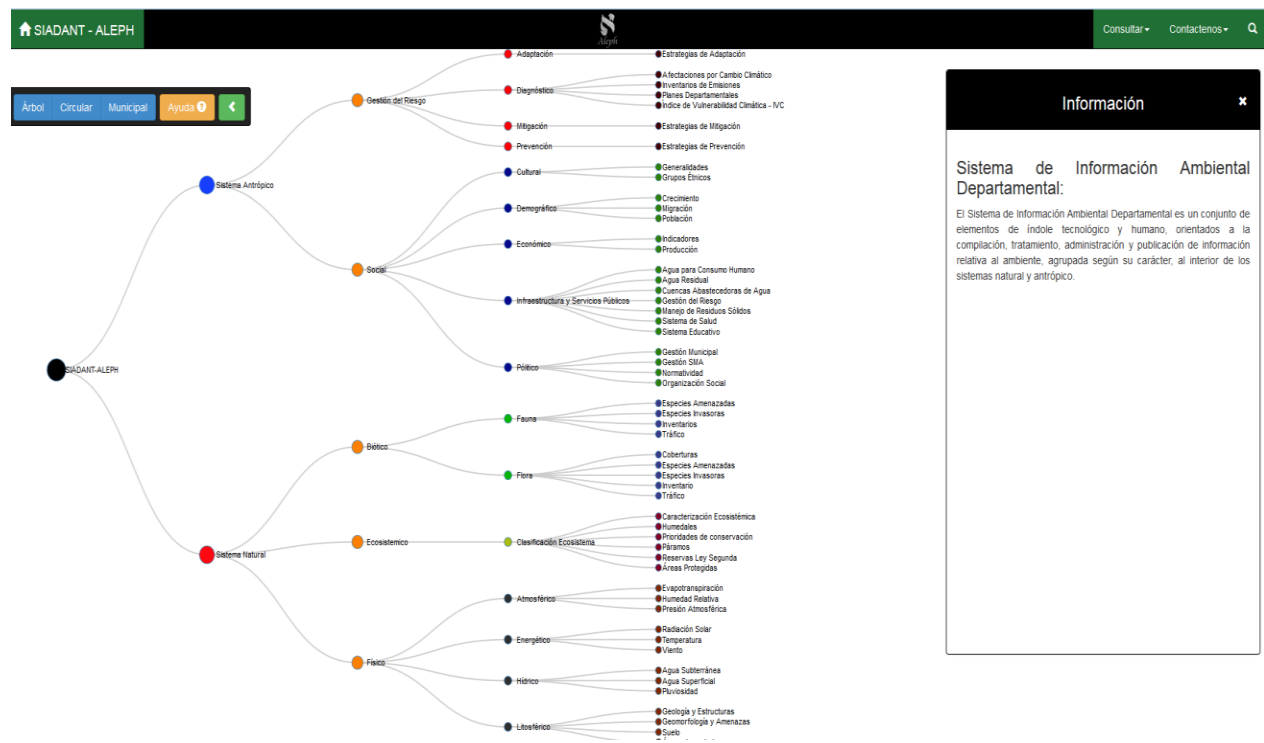 SIADANT - ALEPH
Aleph
Consultar
Contactenos
Árbol Circular Municipal Ayuda
Adaptación
Estrategias de Adaptación
Gestión del Riesgo
Diagnóstico
Afectaciones por Cambio Climático
Inventarios de Emisiones
Planes Departamentales
Índice de Vulnerabilidad Climática - IVC
Mitigación
Estrategias de Mitigación
Prevención
Estrategias de Prevención
Sistema Antrópico
Cultural
Generalidades
Grupos Étnicos
Demográfico
Crecimiento
Migración
Población
Económico
Indicadores
Producción
Social
Infraestructura y Servicios Públicos
Agua para Consumo Humano
Agua Residual
Cuencas Abastecedoras de Agua
Gestión del Riesgo
Manejo de Residuos Sólidos
Sistema de Salud
Sistema Educativo
Político
Gestión Municipal
Gestión SMA
Normatividad
Organización Social
SIADANT-ALEPH
Biótico
Fauna
Especies Amenazadas
Especies Invasoras
Inventarios
Tráfico
Flora
Coberturas
Especies Amenazadas
Especies Invasoras
Inventario
Tráfico
Sistema Natural
Ecosistemico
Clasificación Ecosistema
Caracterización Ecosistémica
Humedales
Prioridades de conservación
Páramos
Reservas Ley Segunda
Áreas Protegidas
Físico
Atmosférico
Evapotranspiración
Humedad Relativa
Presión Atmosférica
Energético
Radiación Solar
Temperatura
Viento
Hídrico
Agua Subterránea
Agua Superficial
Pluviosidad
Litosférico
Geología y Estructuras
Geomorfología y Amenazas
Suelo
Información
Sistema de Información Ambiental
Departamental:
El Sistema de Información Ambiental Departamental es un conjunto de
elementos de índole tecnológico y humano, orientados a la
compilación, tratamiento, administración y publicación de información
relativa al ambiente, agrupada según su carácter, al interior de los
sistemas natural y antrópico.